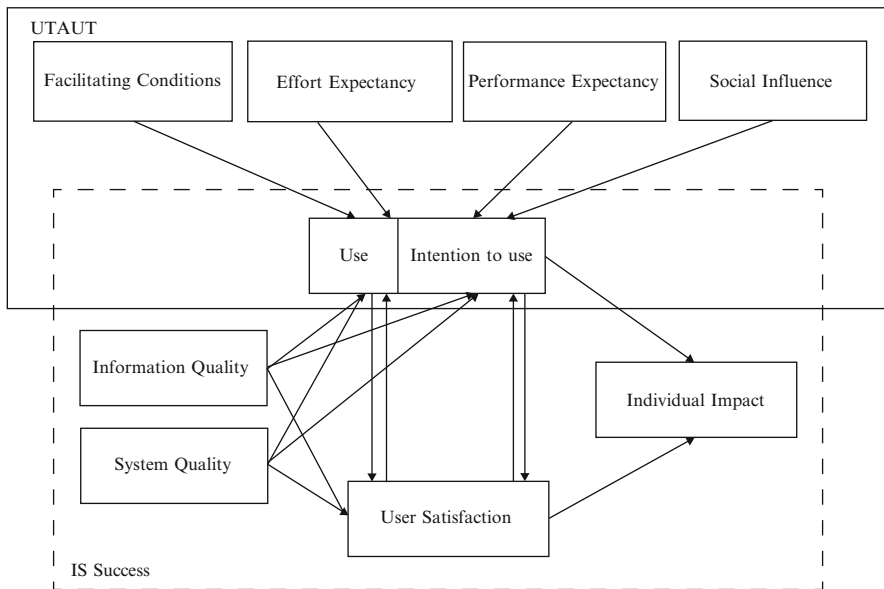 UTAUT
Facilitating Conditions
Effort Expectancy
Performance Expectancy
Social Influence
Use
Intention to use
Information Quality
Individual Impact
System Quality
User Satisfaction
IS Success